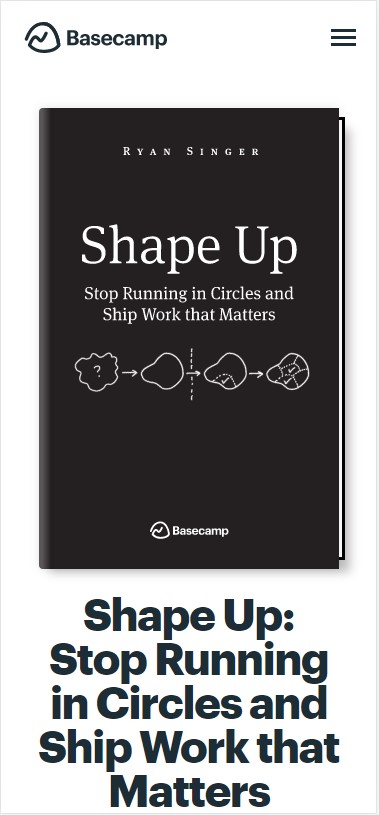 Basecamp
RYAN SINGER
Shape Up
Stop Running in Circles and
Ship Work that Matters
?
Basecamp
Shape Up:
Stop Running
in Circles and
Ship Work that
Matters